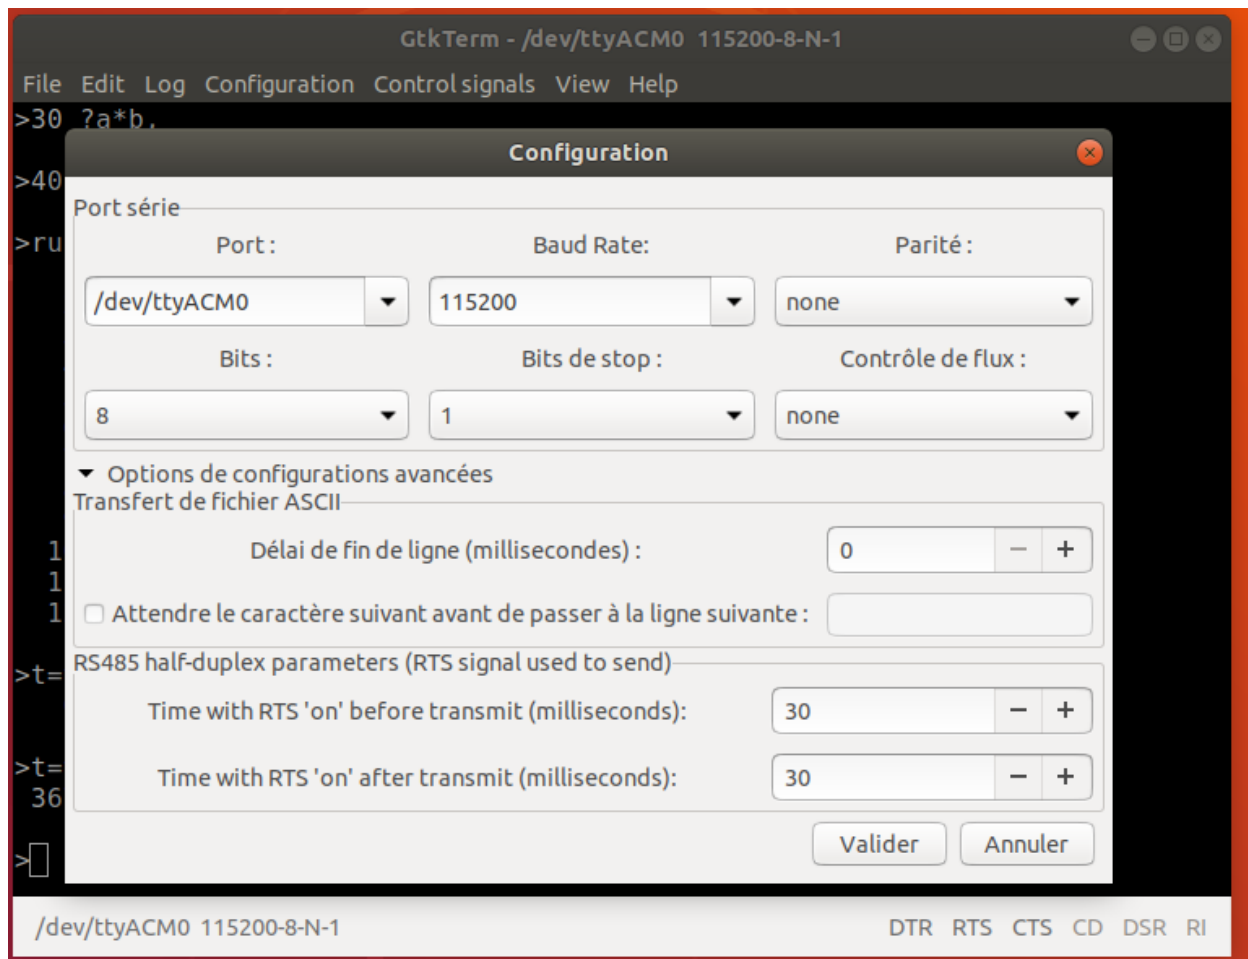 GtkTerm - /dev/ttyACM0 115200-8-N-1
File Edit Log Configuration Control signals View Help
>30 ?a*b,
Configuration
>40
Port série
>ru
Port : Baud Rate: Parité :
/dev/ttyACM0 115200 none
Bits : Bits de stop : Contrôle de flux :
8 1 none
Options de configurations avancées
Transfert de fichier ASCII
1 Délai de fin de ligne (millisecondes) : 0
1
1 Attendre le caractère suivant avant de passer à la ligne suivante :
RS485 half-duplex parameters (RTS signal used to send)
>t=
Time with RTS 'on' before transmit (milliseconds): 30
>t= Time with RTS 'on' after transmit (milliseconds): 30
36
Valider Annuler
>
/dev/ttyACM0 115200-8-N-1 DTR RTS CTS CD DSR RI